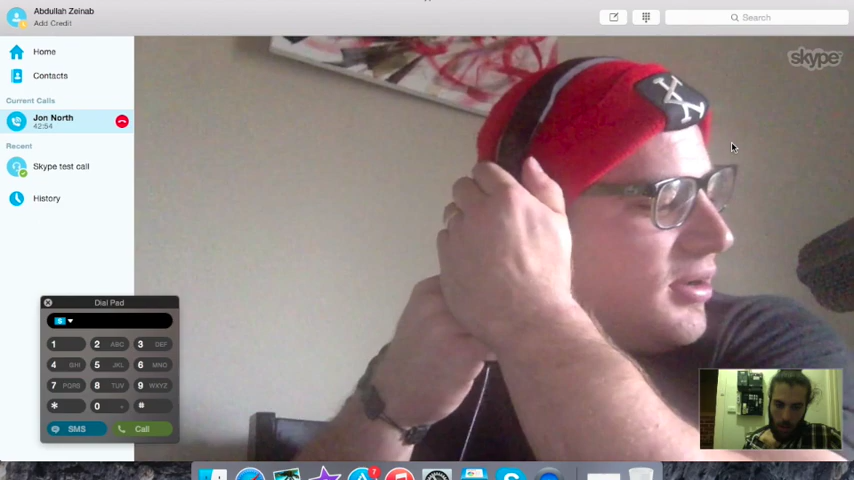 Abdullah Zeinab
Add Credit
Search
Home
Contacts
Current Calls
Jon North
42:54
Recent
Skype test call
History
skype
Dial Pad
S
1 2 ABC 3 DEF
4 GHI 5 JKL 6 MNO
7 PQRS 8 TUV 9 WXYZ
* 0 + #
SMS Call
X
7